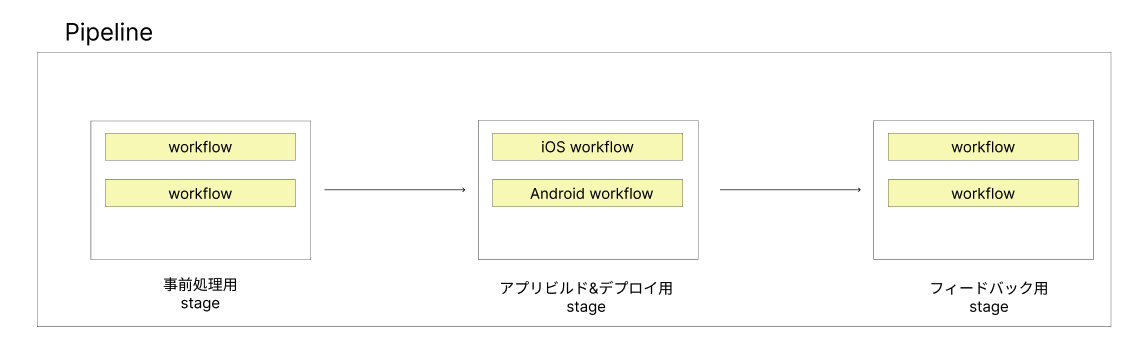 Pipeline
workflow
workflow
事前処理用
stage
iOS workflow
Android workflow
アプリビルド&デプロイ用
stage
workflow
workflow
フィードバック用
stage